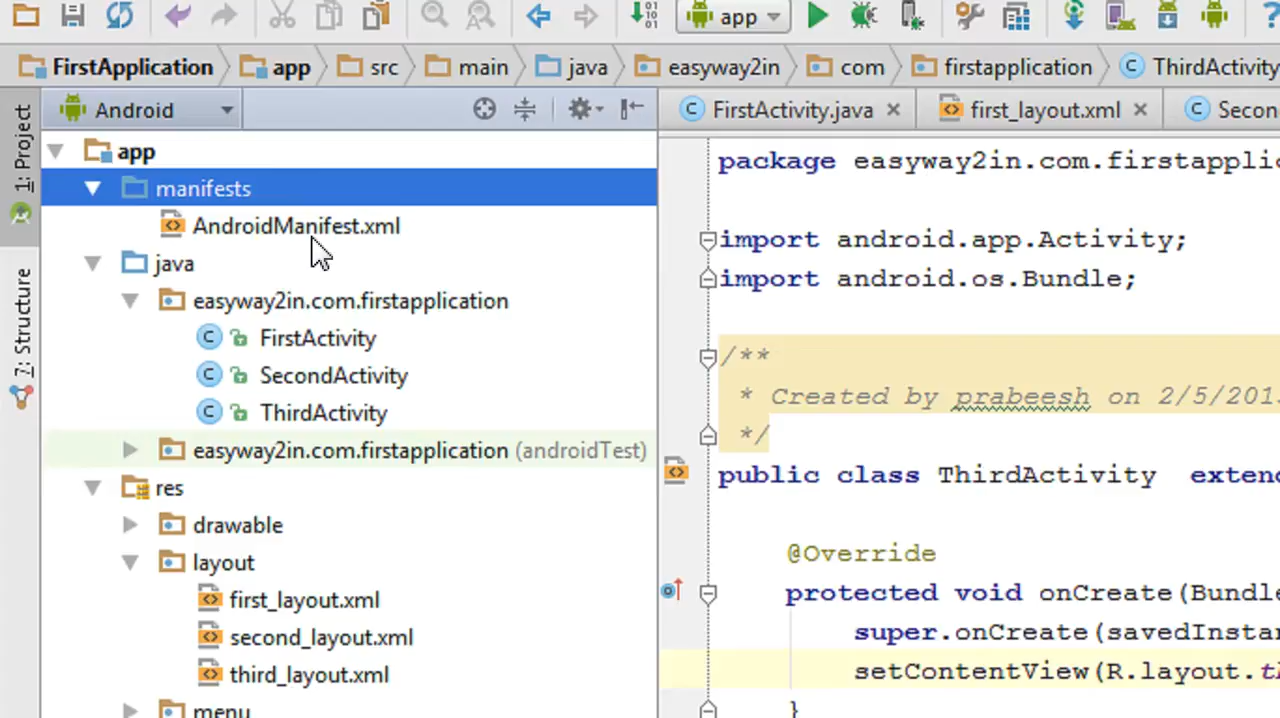 app
FirstApplication app src main java easyway2in com firstapplication ThirdActivity
1: Project
7: Structure
Android
FirstActivity.java first_layout.xml Secon
app
manifests
AndroidManifest.xml
java
easyway2in.com.firstapplication
FirstActivity
SecondActivity
ThirdActivity
easyway2in.com.firstapplication (androidTest)
res
drawable
layout
first_layout.xml
second_layout.xml
third_layout.xml
menu
package easyway2in.com.firstapplic
import android.app.Activity;
import android.os.Bundle;
/**
* Created by prabeesh on 2/5/201
*/
public class ThirdActivity extend
@Override
protected void onCreate(Bundle
super.onCreate(savedInstan
setContentView(R.layout.th
}